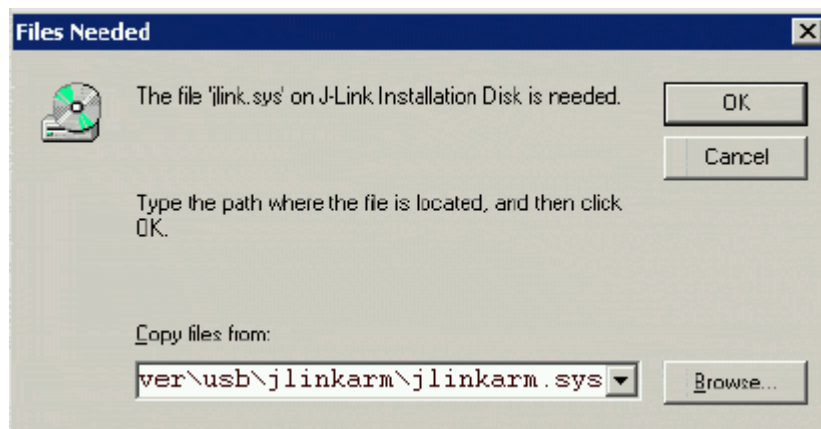 Files Needed
The file 'jlink.sys' on J-Link Installation Disk is needed.
OK
Cancel
Type the path where the file is located, and then click
OK.
Copy files from:
ver\usb\jlinkarm\jlinkarm.sys
Browse...